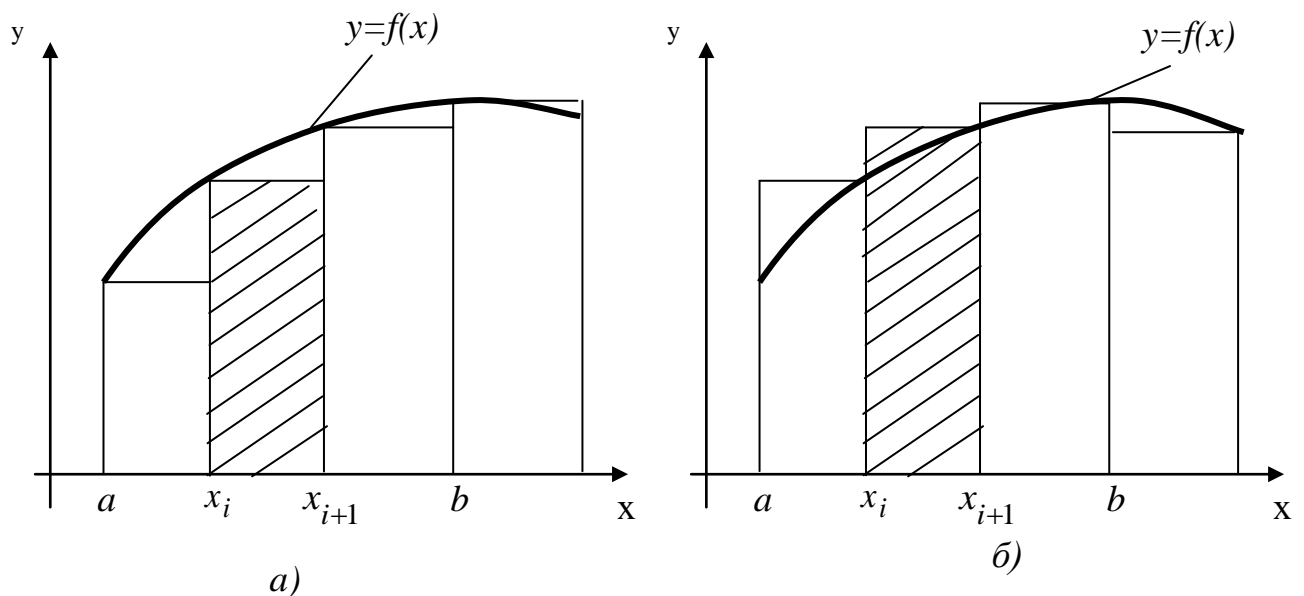 y
y=f(x)
a
x_i
x_{i+1}
b
x
а)
y
y=f(x)
a
x_i
x_{i+1}
b
x
б)